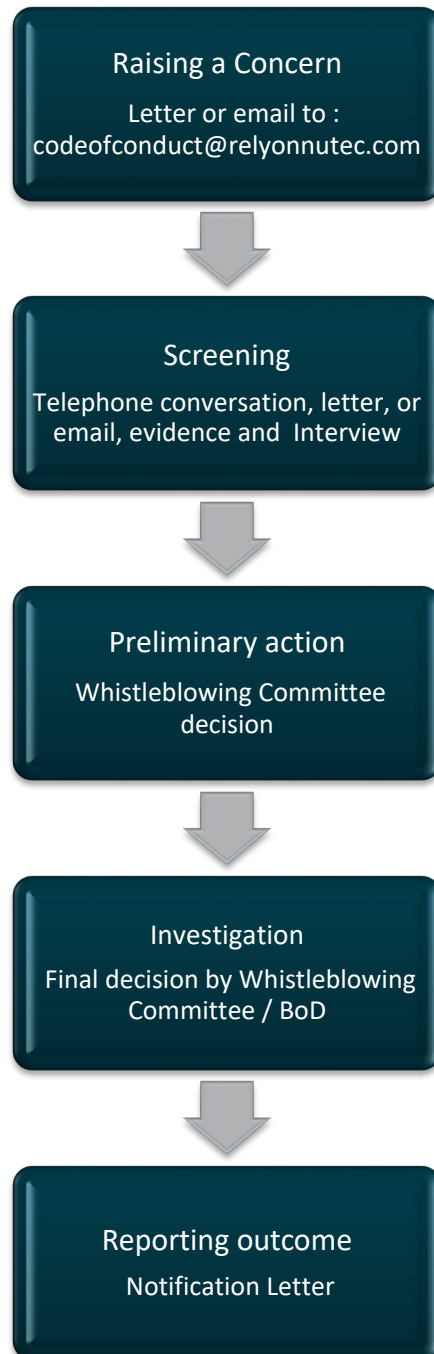 Raising a Concern
Letter or email to :
codeofconduct@relyonnutec.com
Screening
Telephone conversation, letter, or
email, evidence and Interview
Preliminary action
Whistleblowing Committee
decision
Investigation
Final decision by Whistleblowing
Committee / BoD
Reporting outcome
Notification Letter